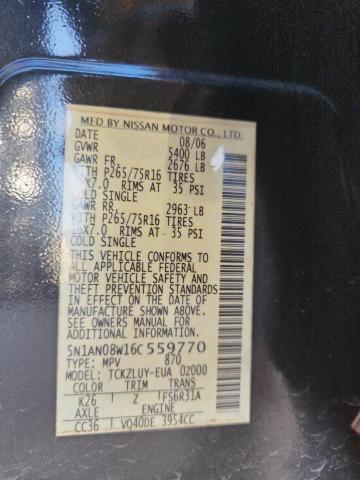 MFD BY NISSAN MOTOR CO., LTD.
DATE 08/06
GVWR 5400 LB
GAWR FR. 2676 LB
WITH P265/75R16 TIRES
16X7.0 RIMS AT 35 PSI
COLD SINGLE
GAWR RR. 2963 LB
WITH P265/75R16 TIRES
16X7.0 RIMS AT 35 PSI
COLD SINGLE
THIS VEHICLE CONFORMS TO
ALL APPLICABLE FEDERAL
MOTOR VEHICLE SAFETY AND
THEFT PREVENTION STANDARDS
IN EFFECT ON THE DATE OF
MANUFACTURE SHOWN ABOVE.
SEE OWNERS MANUAL FOR
ADDITIONAL INFORMATION.
5N1AN08W16C559770
TYPE: MPV 870
MODEL: TCKZLUY-EUA 02000
COLOR TRIM TRANS
K26 Z FS6R31A
AXLE ENGINE
CC36 VQ40DE 3954CC